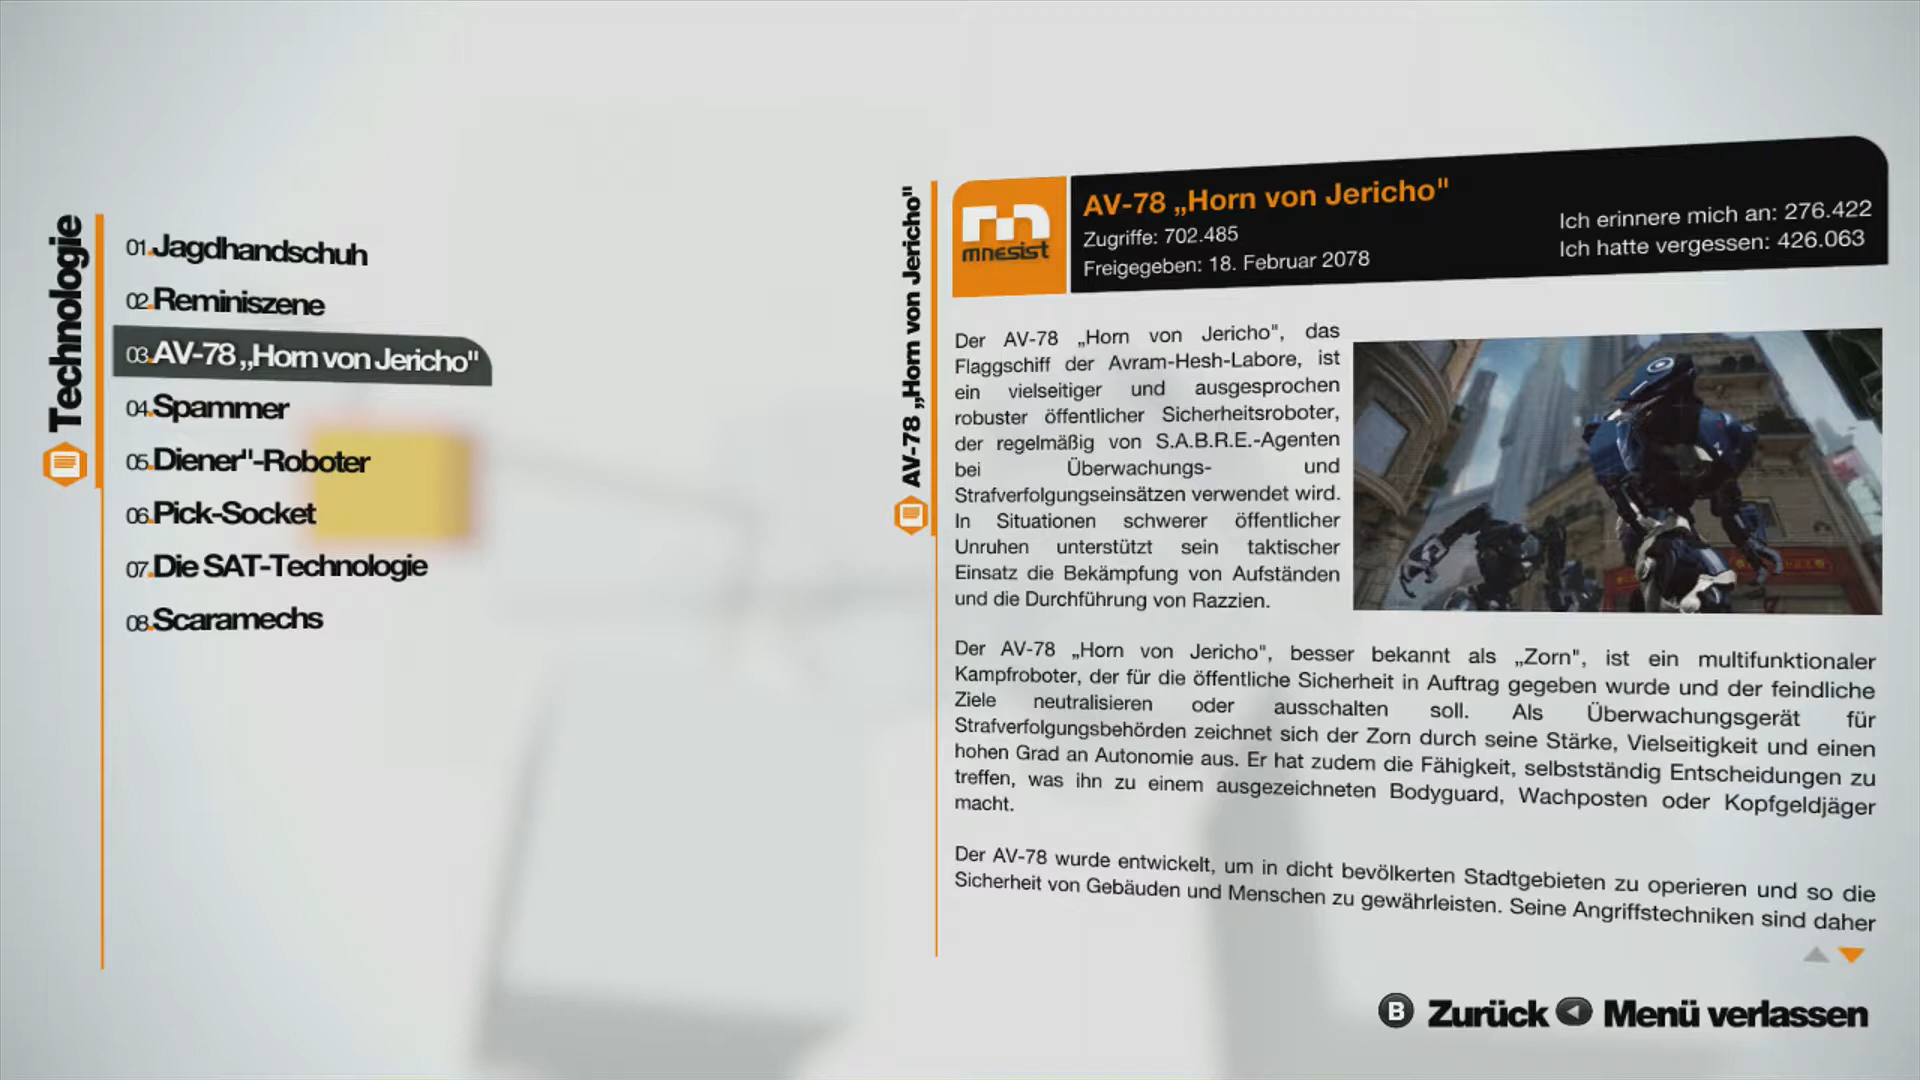 Technologie
01.Jagdhandschuh
02.Reminiszene
03.AV-78 „Horn von Jericho"
04.Spammer
05.Diener"-Roboter
06.Pick-Socket
07.Die SAT-Technologie
08.Scaramechs
AV-78 „Horn von Jericho"
mnesist
AV-78 „Horn von Jericho"
Zugriffe: 702.485
Freigegeben: 18. Februar 2078
Ich erinnere mich an: 276.422
Ich hatte vergessen: 426.063
Der AV-78 „Horn von Jericho", das
Flaggschiff der Avram-Hesh-Labore, ist
ein vielseitiger und ausgesprochen
robuster öffentlicher Sicherheitsroboter,
der regelmäßig von S.A.B.R.E.-Agenten
bei Überwachungs- und
Strafverfolgungseinsätzen verwendet wird.
In Situationen schwerer öffentlicher
Unruhen unterstützt sein taktischer
Einsatz die Bekämpfung von Aufständen
und die Durchführung von Razzien.
Der AV-78 „Horn von Jericho", besser bekannt als „Zorn", ist ein multifunktionaler
Kampfroboter, der für die öffentliche Sicherheit in Auftrag gegeben wurde und der feindliche
Ziele neutralisieren oder ausschalten soll. Als Überwachungsgerät für
Strafverfolgungsbehörden zeichnet sich der Zorn durch seine Stärke, Vielseitigkeit und einen
hohen Grad an Autonomie aus. Er hat zudem die Fähigkeit, selbstständig Entscheidungen zu
treffen, was ihn zu einem ausgezeichneten Bodyguard, Wachposten oder Kopfgeldjäger
macht.
Der AV-78 wurde entwickelt, um in dicht bevölkerten Stadtgebieten zu operieren und so die
Sicherheit von Gebäuden und Menschen zu gewährleisten. Seine Angriffstechniken sind daher
B Zurück Menü verlassen